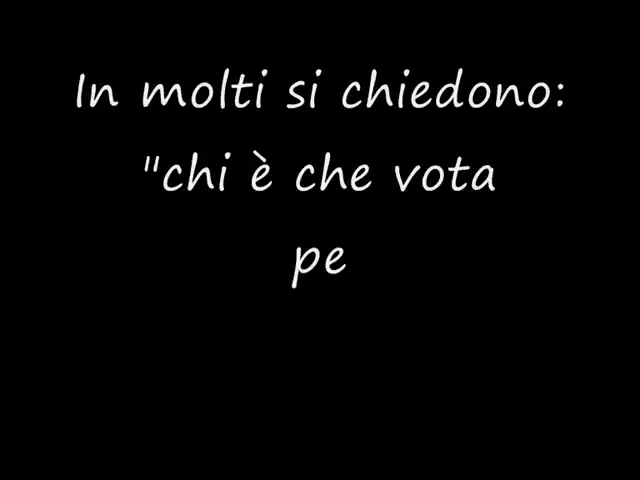 In molti si chiedono:
"chi è che vota
pe